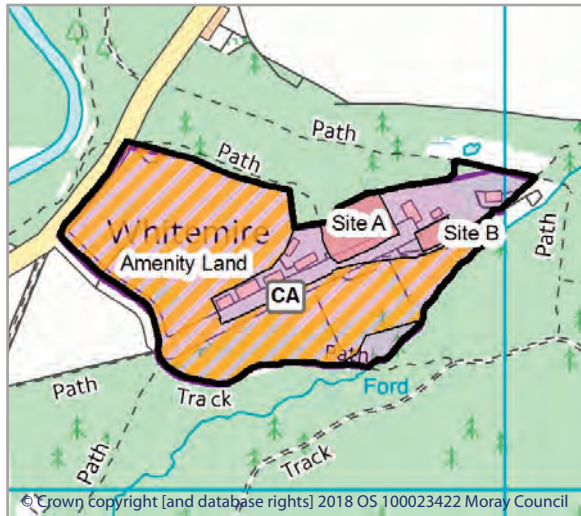 Path
Path
Path
Whitemire
Site A
Site B
Amenity Land
CA
Path
Path
Track
Ford
Path
Track
© Crown copyright [and database rights] 2018 OS 100023422 Moray Council